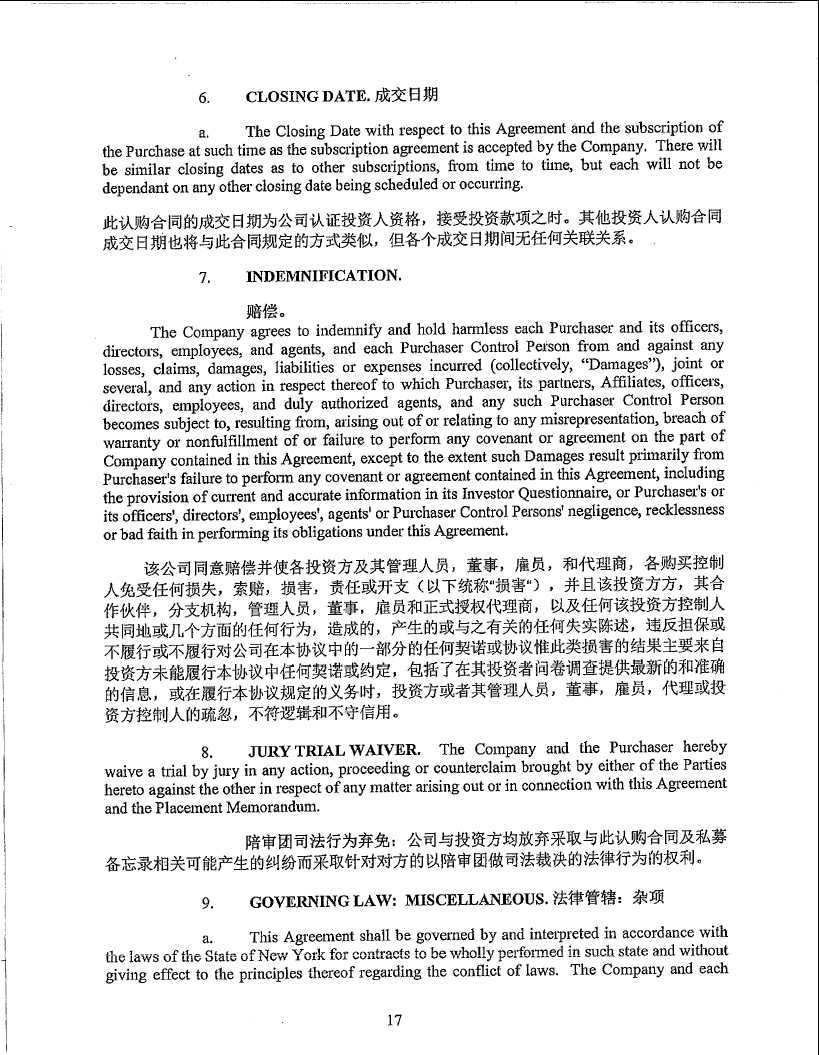 6. CLOSING DATE. 成交日期
a. The Closing Date with respect to this Agreement and the subscription of
the Purchase at such time as the subscription agreement is accepted by the Company. There will
be similar closing dates as to other subscriptions, from time to time, but each will not be
dependant on any other closing date being scheduled or occurring.
此认购合同的成交日期为公司认证投资人资格，接受投资款项之时。其他投资人认购合同
成交日期也将与此合同规定的方式类似，但各个成交日期间无任何关联关系。
7. INDEMNIFICATION.
赔偿。
The Company agrees to indemnify and hold harmless each Purchaser and its officers,
directors, employees, and agents, and each Purchaser Control Person from and against any
losses, claims, damages, liabilities or expenses incurred (collectively, “Damages”), joint or
several, and any action in respect thereof to which Purchaser, its partners, Affiliates, officers,
directors, employees, and duly authorized agents, and any such Purchaser Control Person
becomes subject to, resulting from, arising out of or relating to any misrepresentation, breach of
warranty or nonfulfillment of or failure to perform any covenant or agreement on the part of
Company contained in this Agreement, except to the extent such Damages result primarily from
Purchaser's failure to perform any covenant or agreement contained in this Agreement, including
the provision of current and accurate information in its Investor Questionnaire, or Purchaser's or
its officers', directors', employees', agents' or Purchaser Control Persons' negligence, recklessness
or bad faith in performing its obligations under this Agreement.
该公司同意赔偿并使各投资方及其管理人员，董事，雇员，和代理商，各购买控制
人免受任何损失，索赔，损害，责任或开支（以下统称"损害"），并且该投资方方，其合
作伙伴，分支机构，管理人员，董事，雇员和正式授权代理商，以及任何该投资方控制人
共同地或几个方面的任何行为，造成的，产生的或与之有关的任何失实陈述，违反担保或
不履行或不履行对公司在本协议中的一部分的任何契诺或协议惟此类损害的结果主要来自
投资方未能履行本协议中任何契诺或约定，包括了在其投资者问卷调查提供最新的和准确
的信息，或在履行本协议规定的义务时，投资方或者其管理人员，董事，雇员，代理或投
资方控制人的疏忽，不符逻辑和不守信用。
8. JURY TRIAL WAIVER. The Company and the Purchaser hereby
waive a trial by jury in any action, proceeding or counterclaim brought by either of the Parties
hereto against the other in respect of any matter arising out or in connection with this Agreement
and the Placement Memorandum.
陪审团司法行为弃免：公司与投资方均放弃采取与此认购合同及私募
备忘录相关可能产生的纠纷而采取针对对方的以陪审团做司法裁决的法律行为的权利。
9. GOVERNING LAW: MISCELLANEOUS. 法律管辖：杂项
a. This Agreement shall be governed by and interpreted in accordance with
the laws of the State of New York for contracts to be wholly performed in such state and without
giving effect to the principles thereof regarding the conflict of laws. The Company and each
17